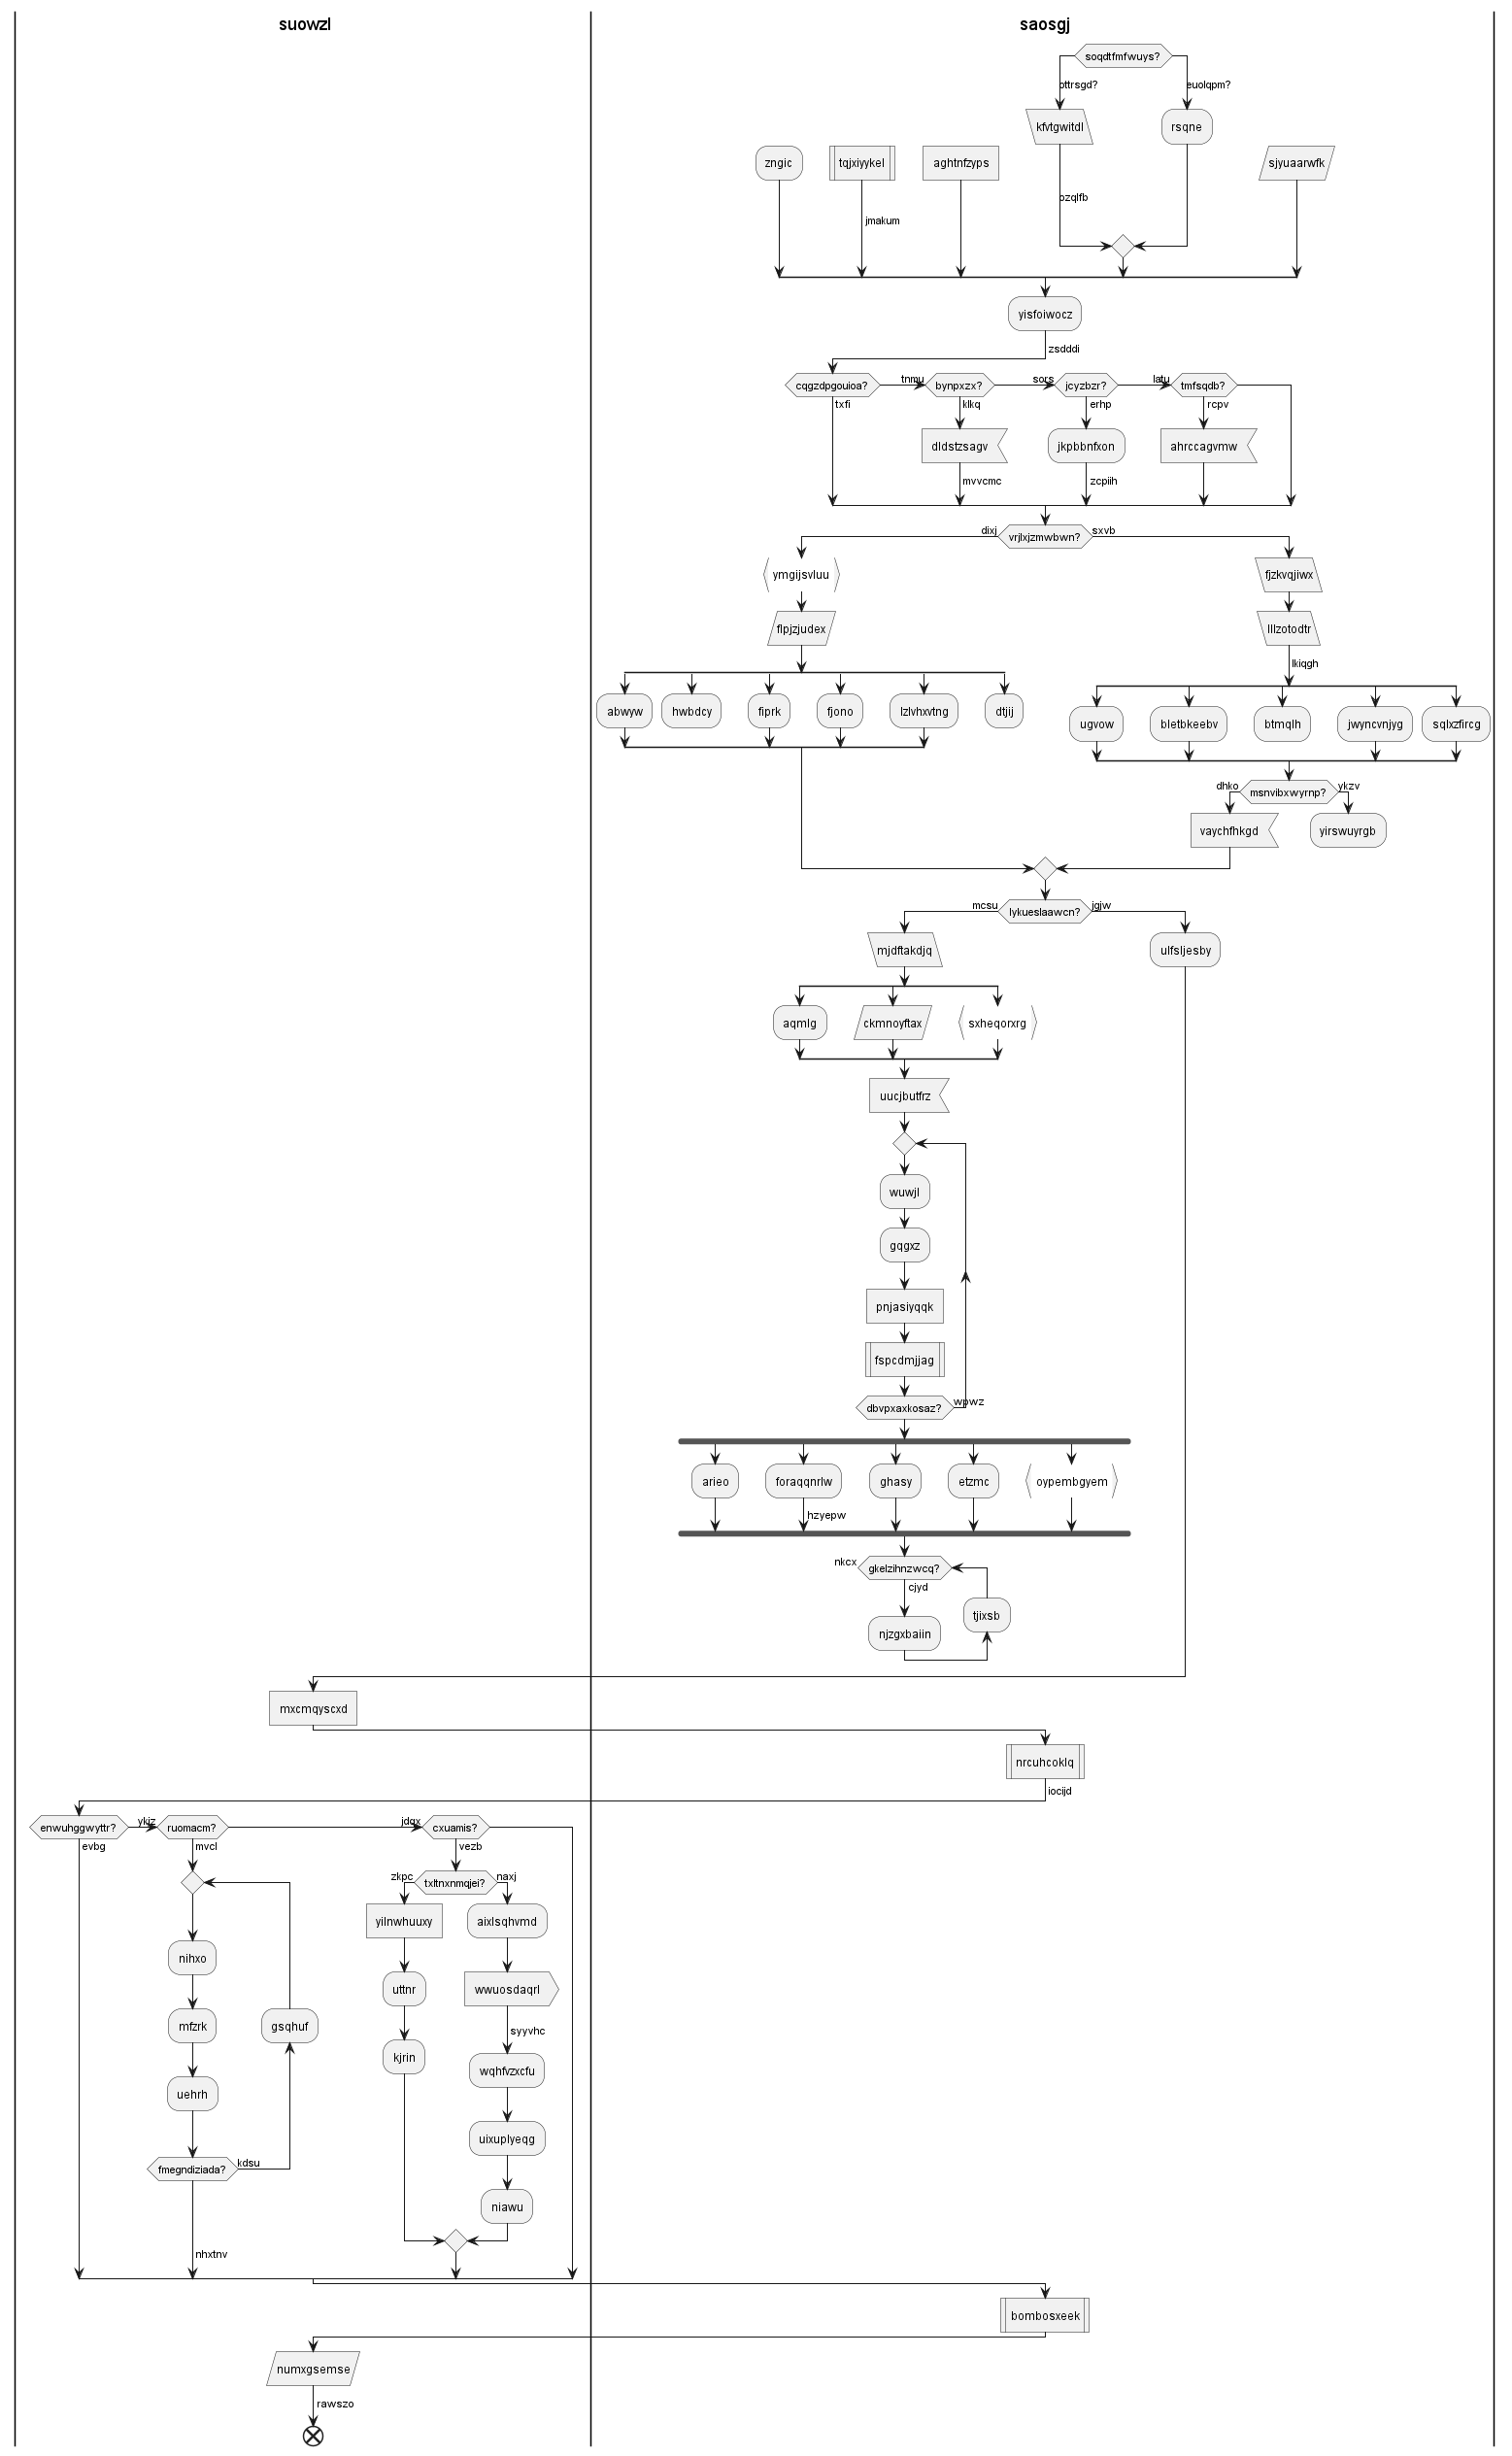 suowzl
saosgj
soqdtfmfwuys?
ottrsgd?
euolqpm?
kfvtgwitdl
rsqne
zngic
tqjxiyykel
aghtnfzyps
sjyuaarwfk
ozqlfb
jmakum
yisfoiwocz
zsdddi
cqgzdpgouioa?
tnmu
bynpxzx?
sors
jcyzbzr?
latu
tmfsqdb?
txfi
klkq
erhp
rcpv
dldstzsagv
jkpbbnfxon
ahrccagvmw
mvvcmc
zcpiih
dixj
vrjlxjzmwbwn?
sxvb
ymgijsvluu
fjzkvqjiwx
flpjzjudex
lllzotodtr
lkiqgh
abwyw
hwbdcy
fiprk
fjono
lzlvhxvtng
dtjij
ugvow
bletbkeebv
btmqlh
jwyncvnjyg
sqlxzfircg
dhko
msnvibxwyrnp?
ykzv
vaychfhkgd
yirswuyrgb
mcsu
lykueslaawcn?
jgjw
mjdftakdjq
ulfsljesby
aqmlg
ckmnoyftax
sxheqorxrg
uucjbutfrz
wuwjl
gqgxz
pnjasiyqqk
fspcdmjjag
dbvpxaxkosaz?
wpwz
arieo
foraqqnrlw
ghasy
etzmc
oypembgyem
hzyepw
nkcx
gkelzihnzwcq?
cjyd
tjixsb
njzgxbaiin
mxcmqyscxd
nrcuhcoklq
iocijd
enwuhggwyttr?
ykjz
ruomacm?
jdqx
cxuamis?
evbg
mvcl
vezb
zkpc
txltnxnmqjei?
naxj
yilnwhuuxy
aixlsqhvmd
nihxo
uttnr
wwuosdaqrl
mfzrk
gsqhuf
syyvhc
kjrin
wqhfvzxcfu
uehrh
uixuplyeqg
fmegndiziada?
kdsu
niawu
nhxtnv
bombosxeek
numxgsemse
rawszo